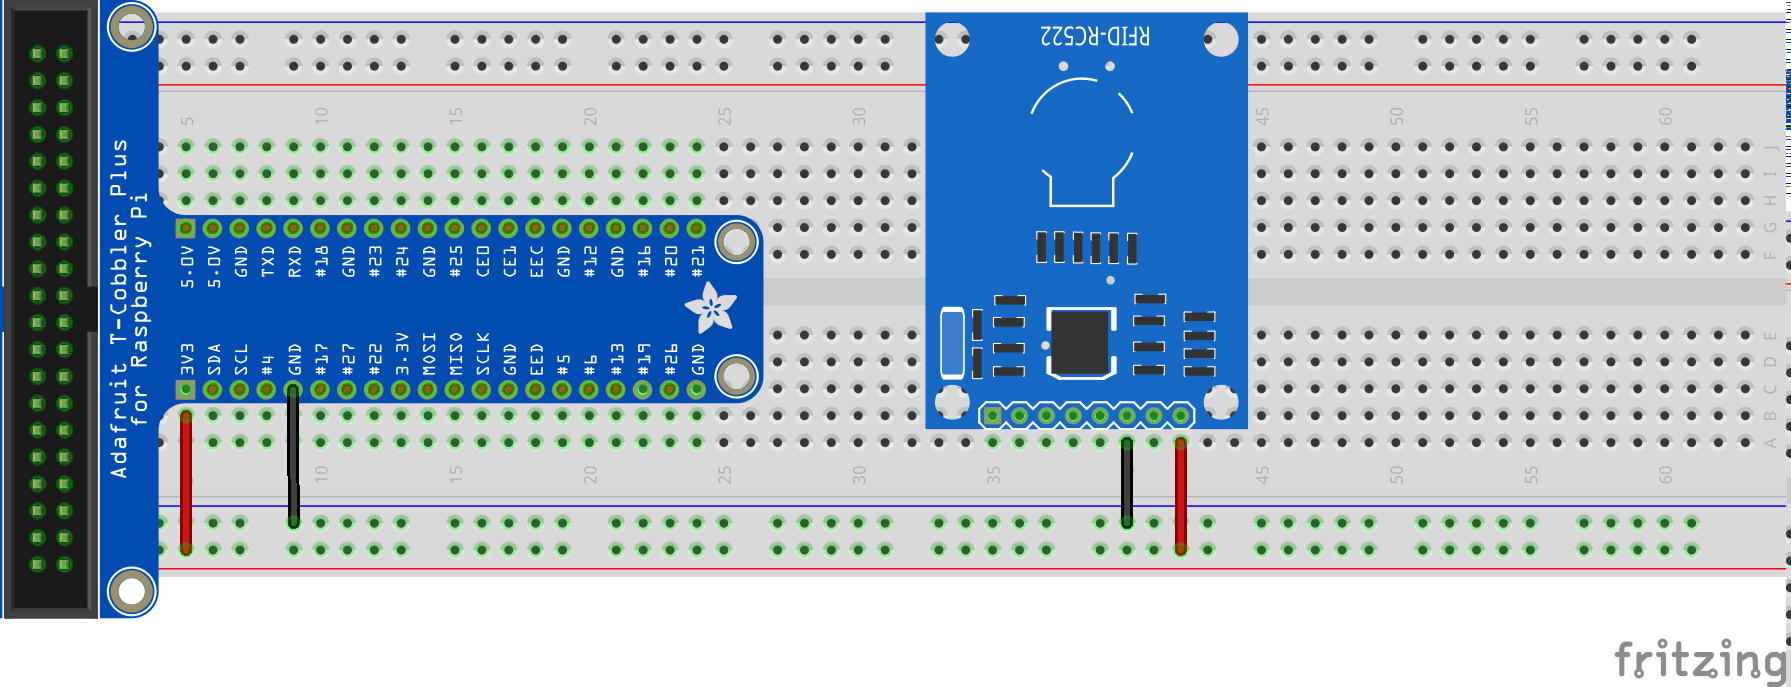 Adafruit T-Cobbler Plus
for Raspberry Pi
RFID-RC522
5 10 15 20 25 30 45 50 55 60
J
I
H
G
F
5.0V 5.0V GND TXD RXD #18 GND #23 #24 GND #25 CE0 CE1 EEC GND #12 GND #16 #20 #21
3V3 SDA SCL #4 GND #17 #27 #22 3.3V MOSI MISO SCLK GND EED #5 #6 #13 #19 #26 GND
E
D
C
B
A
10 15 20 25 30 35 45 50 55 60
fritzing